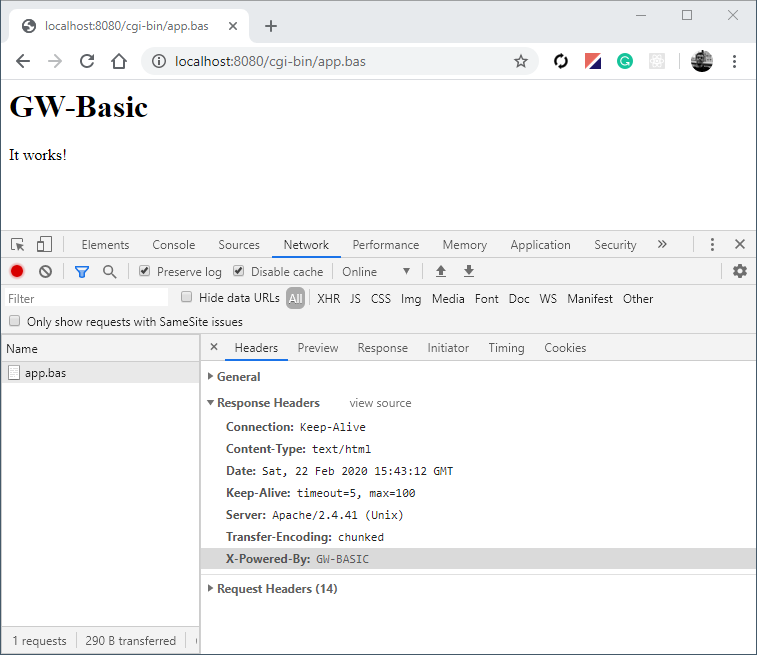 localhost:8080/cgi-bin/app.bas
localhost:8080/cgi-bin/app.bas
GW-Basic
It works!
Elements Console Sources Network Performance Memory Application Security »
Preserve log Disable cache Online
Filter Hide data URLs All XHR JS CSS Img Media Font Doc WS Manifest Other
Only show requests with SameSite issues
Name
Headers Preview Response Initiator Timing Cookies
app.bas
General
Response Headers view source
Connection: Keep-Alive
Content-Type: text/html
Date: Sat, 22 Feb 2020 15:43:12 GMT
Keep-Alive: timeout=5, max=100
Server: Apache/2.4.41 (Unix)
Transfer-Encoding: chunked
X-Powered-By: GW-BASIC
Request Headers (14)
1 requests 290 B transferred